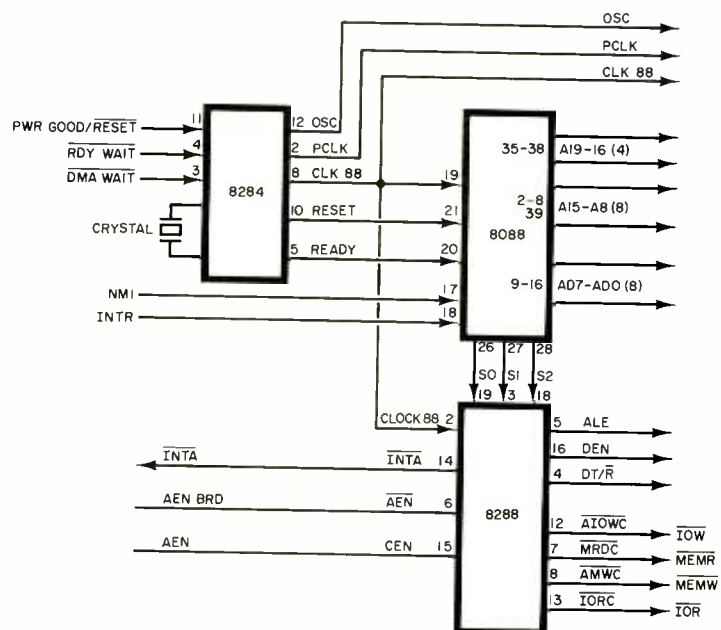 OSC
PCLK
CLK 88
11
PWR GOOD/RESET
4
RDY WAIT
3
DMA WAIT
CRYSTAL
8284
12 OSC
2 PCLK
8 CLK 88
10 RESET
5 READY
NMI
INTR
19
21
20
17
18
8088
35-38
A19-16 (4)
2-8
39
A15-A8 (8)
9-16
AD7-AD0 (8)
26 27 28
S0 S1 S2
19 3 18
CLOCK 88 2
INTA
INTA 14
AEN BRD
AEN 6
AEN
CEN 15
8288
5 ALE
16 DEN
4 DT/R
12 AIOWC
IOW
7 MRDC
MEMR
8 AMWC
MEMW
13 IORC
IOR